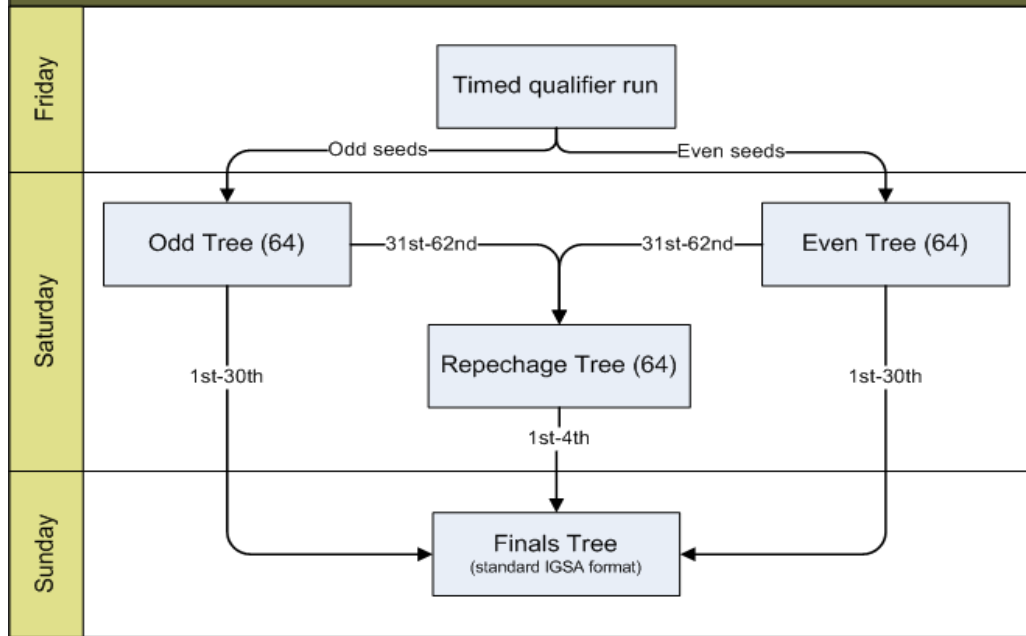 Friday
Timed qualifier run
Odd seeds
Even seeds
Saturday
Odd Tree (64)
31st-62nd
31st-62nd
Even Tree (64)
Repechage Tree (64)
1st-30th
1st-30th
1st-4th
Sunday
Finals Tree
(standard IGSA format)